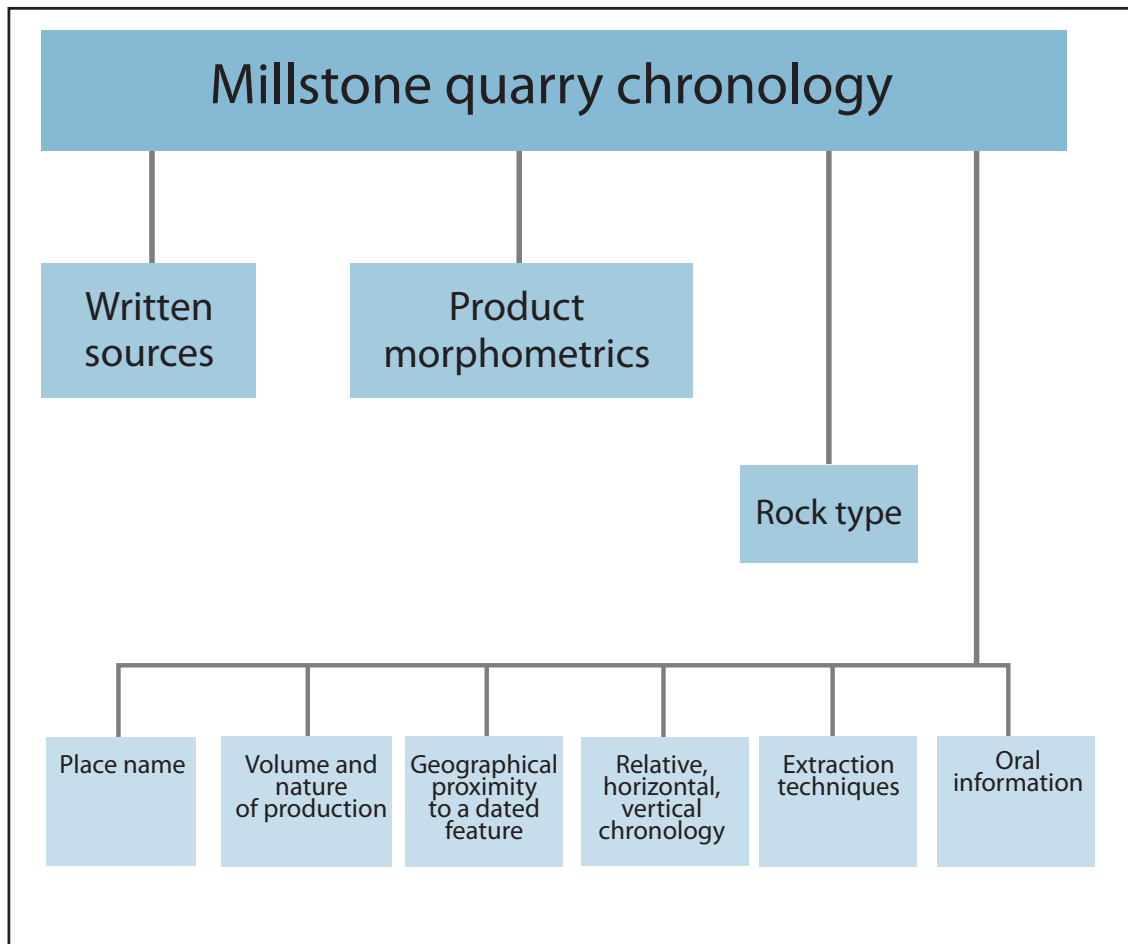 Millstone quarry chronology
Written
sources
Product
morphometrics
Rock type
Place name
Volume and
nature
of production
Geographical
proximity
to a dated
feature
Relative,
horizontal,
vertical
chronology
Extraction
techniques
Oral
information